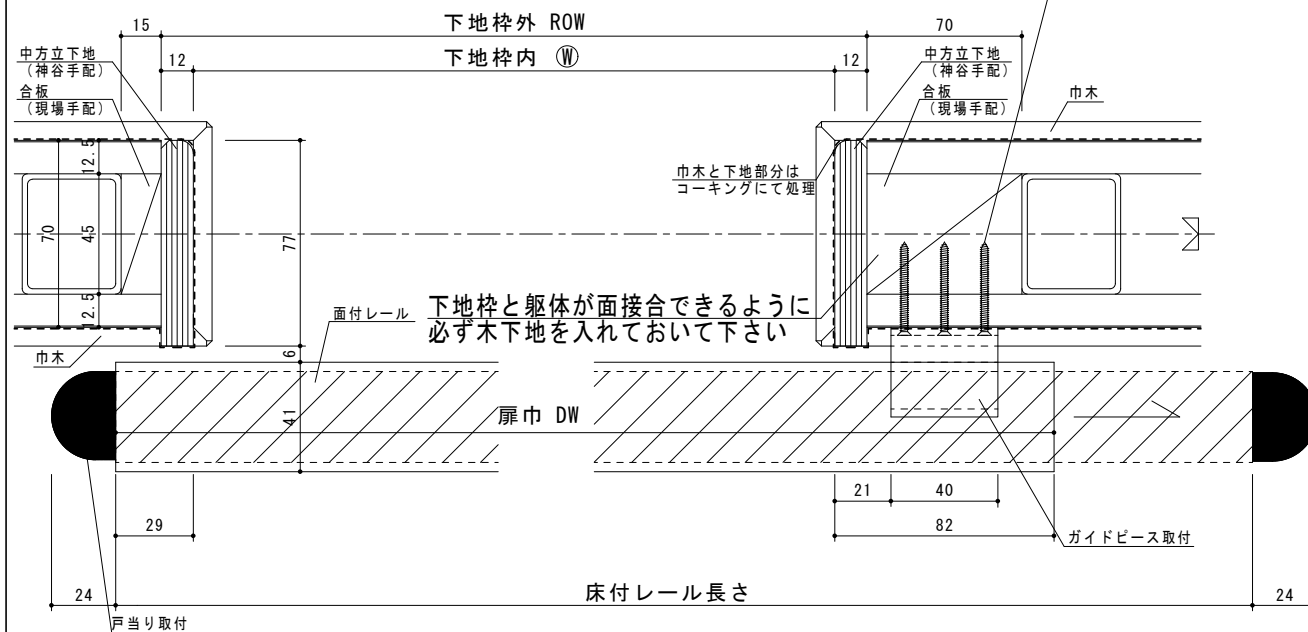 15
下地枠外 ROW
70
中方立下地
(神谷手配)
12
下地枠内 Ⓦ
12
中方立下地
(神谷手配)
合板
(現場手配)
合板
(現場手配)
巾木
12.5
70
45
12.5
77
巾木と下地部分は
コーキングにて処理
面付レール
下地枠と躯体が面接合できるように
必ず木下地を入れておいて下さい
巾木
6
41
扉巾 DW
21
40
29
82
ガイドピース取付
24
床付レール長さ
24
戸当り取付